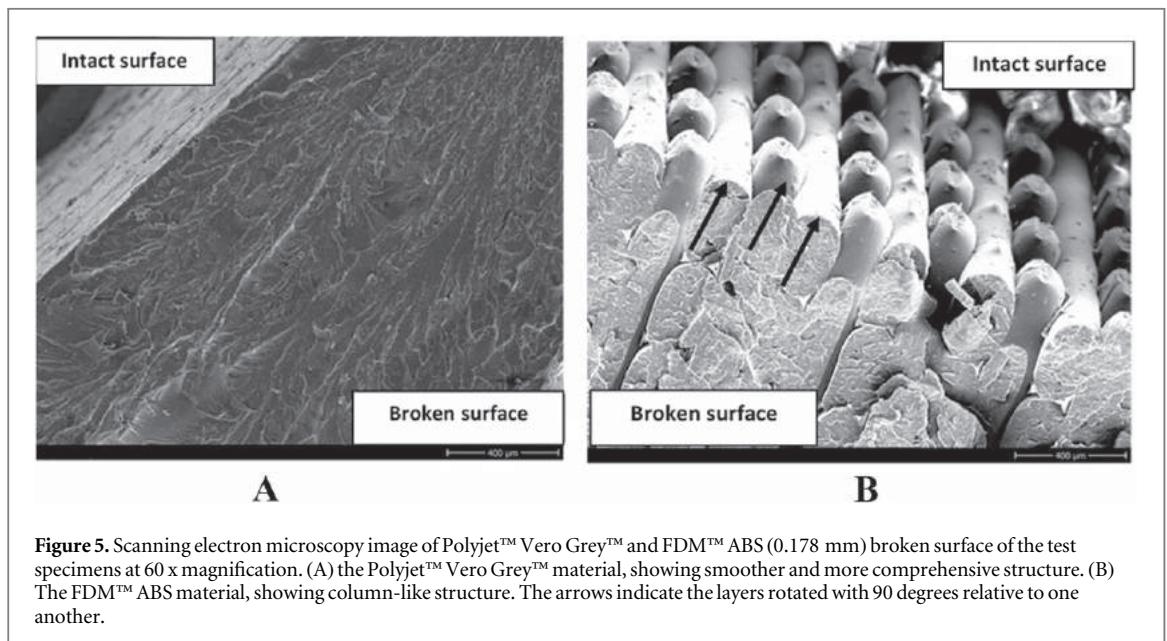 Intact surface
Intact surface
Broken surface
Broken surface
400 µm
400 µm
A
B
Figure 5. Scanning electron microscopy image of Polyjet™ Vero Grey™ and FDM™ ABS (0.178 mm) broken surface of the test
specimens at 60 x magnification. (A) the Polyjet™ Vero Grey™ material, showing smoother and more comprehensive structure. (B)
The FDM™ ABS material, showing column-like structure. The arrows indicate the layers rotated with 90 degrees relative to one
another.